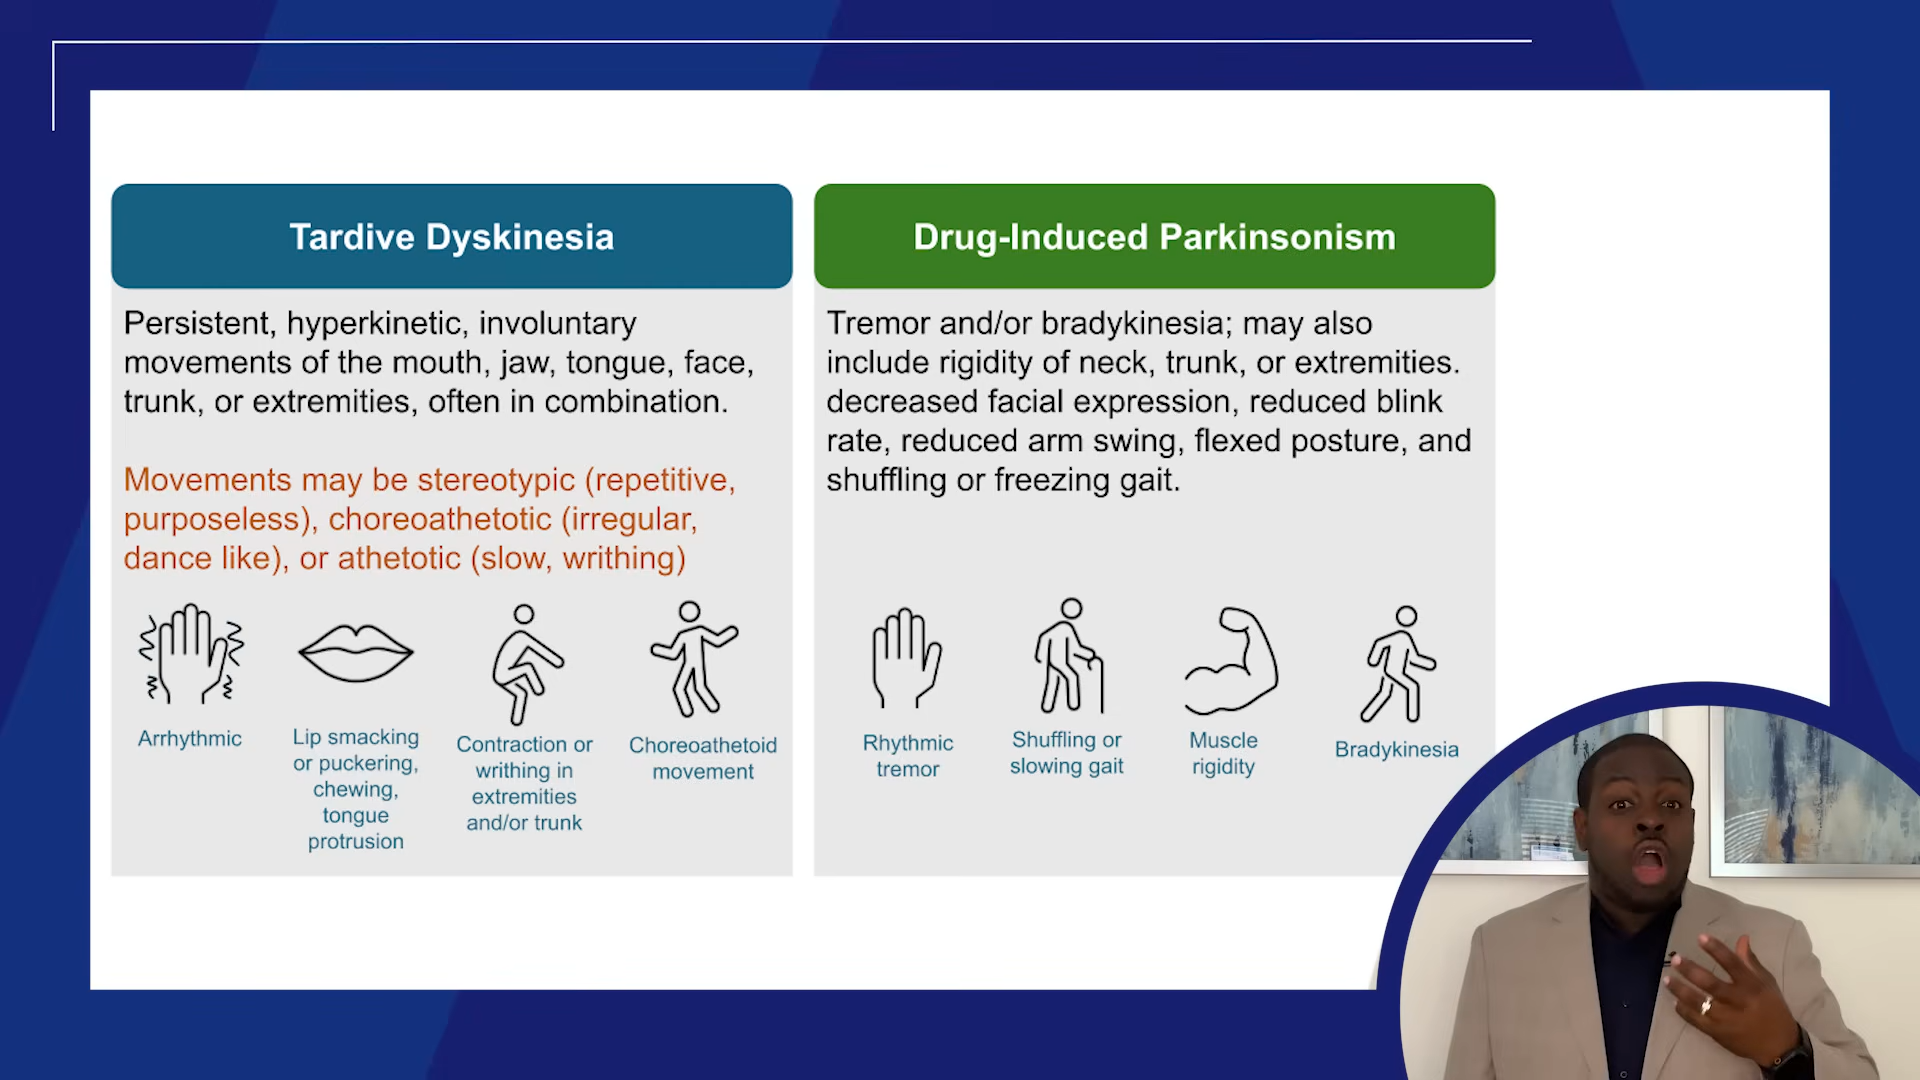 Tardive Dyskinesia
Persistent, hyperkinetic, involuntary
movements of the mouth, jaw, tongue, face,
trunk, or extremities, often in combination.
Movements may be stereotypic (repetitive,
purposeless), choreoathetotic (irregular,
dance like), or athetotic (slow, writhing)
Arrhythmic
Lip smacking
or puckering,
chewing,
tongue
protrusion
Contraction or
writhing in
extremities
and/or trunk
Choreoathetoid
movement
Drug-Induced Parkinsonism
Tremor and/or bradykinesia; may also
include rigidity of neck, trunk, or extremities.
decreased facial expression, reduced blink
rate, reduced arm swing, flexed posture, and
shuffling or freezing gait.
Rhythmic
tremor
Shuffling or
slowing gait
Muscle
rigidity
Bradykinesia